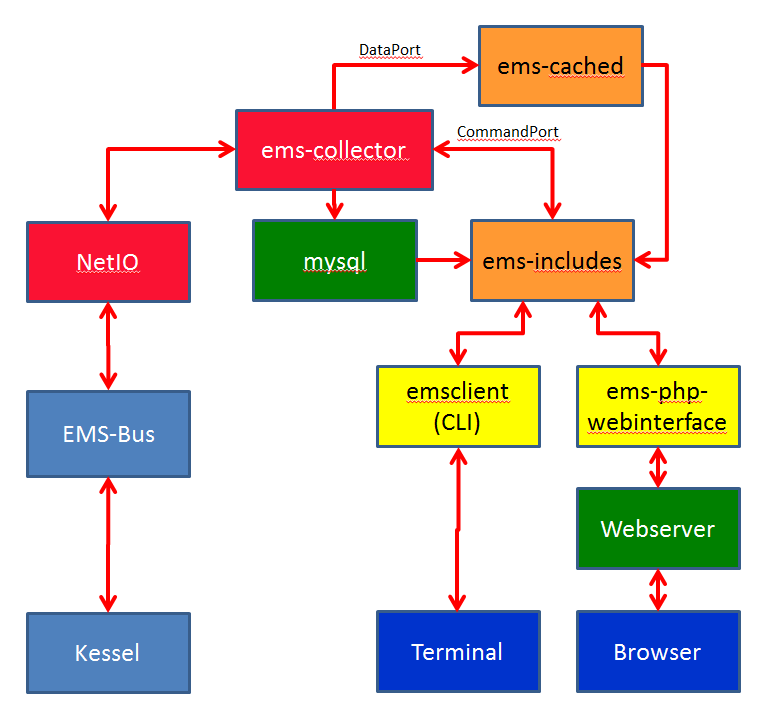 DataPort
ems-cached
CommandPort
ems-collector
NetIO
mysql
ems-includes
emsclient
(CLI)
ems-php-
webinterface
EMS-Bus
Webserver
Kessel
Terminal
Browser